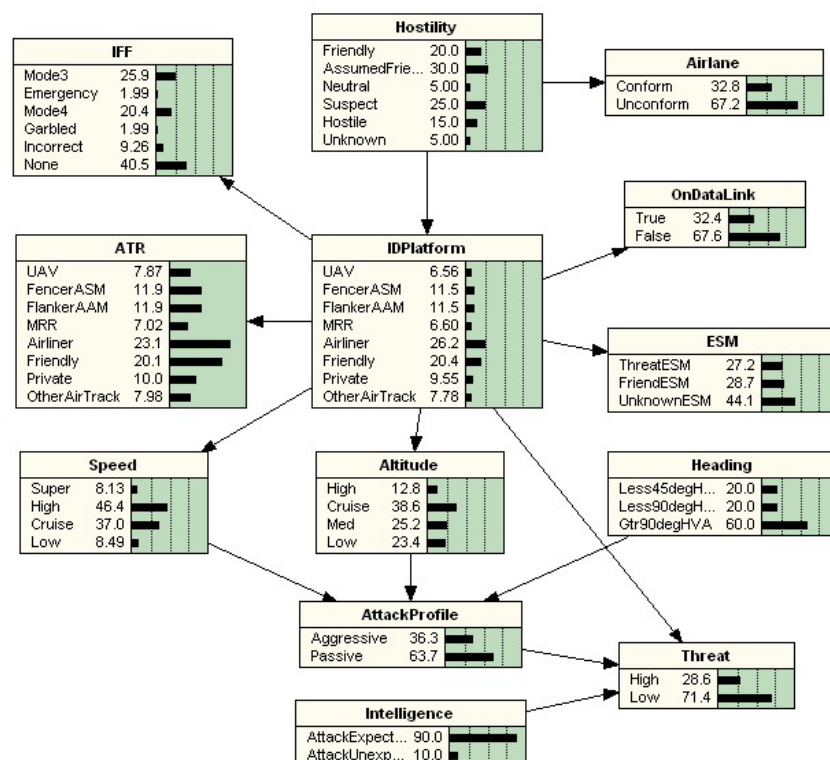 Hostility
Friendly 20.0
AssumedFrie... 30.0
Neutral 5.00
Suspect 25.0
Hostile 15.0
Unknown 5.00
IFF
Mode3 25.9
Emergency 1.99
Mode4 20.4
Garbled 1.99
Incorrect 9.26
None 40.5
Airlane
Conform 32.8
Unconform 67.2
OnDataLink
True 32.4
False 67.6
ATR
UAV 7.87
FencerASM 11.9
FlankerAAM 11.9
MRR 7.02
Airliner 23.1
Friendly 20.1
Private 10.0
OtherAirTrack 7.98
IDPlatform
UAV 6.56
FencerASM 11.5
FlankerAAM 11.5
MRR 6.60
Airliner 26.2
Friendly 20.4
Private 9.55
OtherAirTrack 7.78
ESM
ThreatESM 27.2
FriendESM 28.7
UnknownESM 44.1
Speed
Super 8.13
High 46.4
Cruise 37.0
Low 8.49
Altitude
High 12.8
Cruise 38.6
Med 25.2
Low 23.4
Heading
Less45degH... 20.0
Less90degH... 20.0
Gtr90degHVA 60.0
AttackProfile
Aggressive 36.3
Passive 63.7
Threat
High 28.6
Low 71.4
Intelligence
AttackExpect... 90.0
AttackUnexp... 10.0